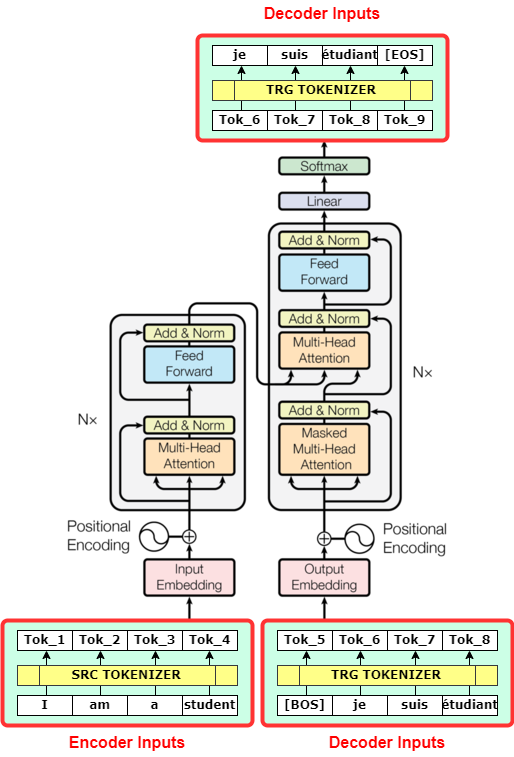 Decoder Inputs
je suis étudiant [EOS]
TRG TOKENIZER
Tok_6 Tok_7 Tok_8 Tok_9
Softmax
Linear
Add & Norm
Feed
Forward
Add & Norm
Multi-Head
Attention
Add & Norm
Masked
Multi-Head
Attention
N×
Add & Norm
Feed
Forward
N×
Add & Norm
Multi-Head
Attention
Positional
Encoding
Positional
Encoding
Input
Embedding
Output
Embedding
Tok_1 Tok_2 Tok_3 Tok_4
SRC TOKENIZER
I am a student
Encoder Inputs
Tok_5 Tok_6 Tok_7 Tok_8
TRG TOKENIZER
[BOS] je suis étudiant
Decoder Inputs